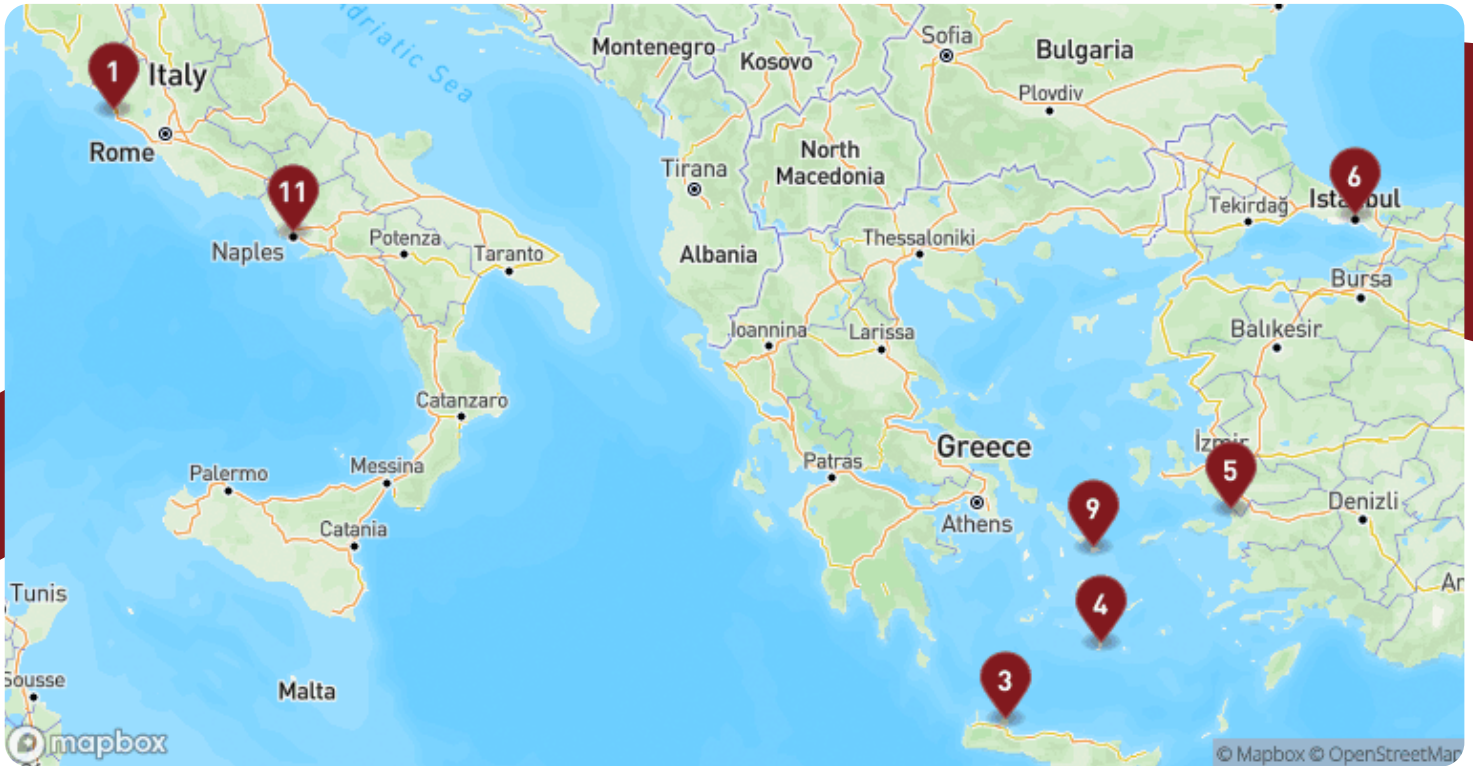 Adriatic Sea
Montenegro
Kosovo
Sofia
Bulgaria
Plovdiv
1
Italy
Rome
North
Macedonia
Tirana
6
Istanbul
Tekirdağ
11
Naples
Potenza
Taranto
Albania
Thessaloniki
Bursa
Ioannina
Larissa
Balıkesir
Catanzaro
Greece
İzmir
Palermo
Messina
Patras
5
Denizli
9
Athens
Catania
Tunis
An
4
Sousse
Malta
3
mapbox
© Mapbox © OpenStreetMap